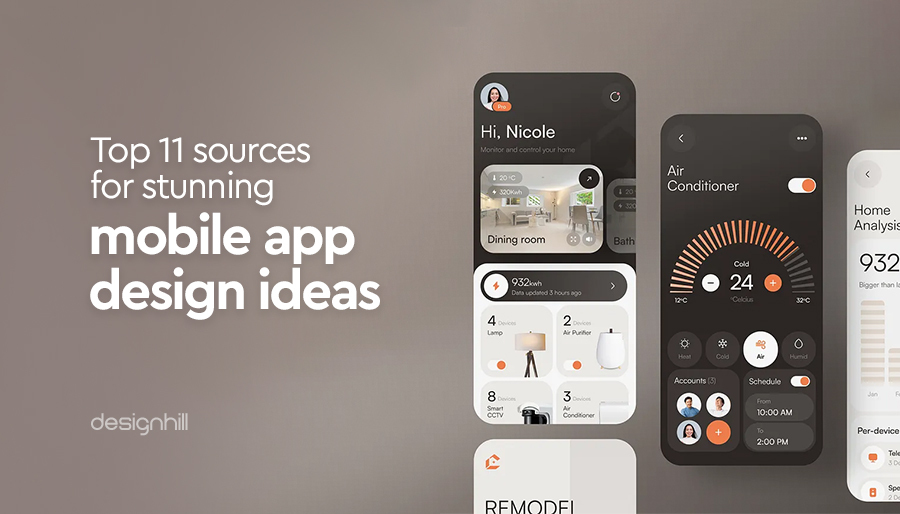 Top 11 sources
for stunning
mobile app
design ideas
designhill
Pro
Hi, Nicole
Monitor and control your home
20 °C
320Kwh
Dining room
20
320
Bath
932kwh
Data updated 3 hours ago
4 Devices
Lamp
2 Devices
Air Purifier
8 Devices
Smart
CCTV
3 Devices
Air
Conditioner
REMODEL
Air
Conditioner
Cold
24
°Celcius
12°C
32°C
Heat
Cold
Air
Humid
Accounts (3)
Schedule
From
10:00 AM
To
2:00 PM
Home
Analysis
932
Bigger than la
Jan
Per-device
Tele
3 De
Spe
2 De